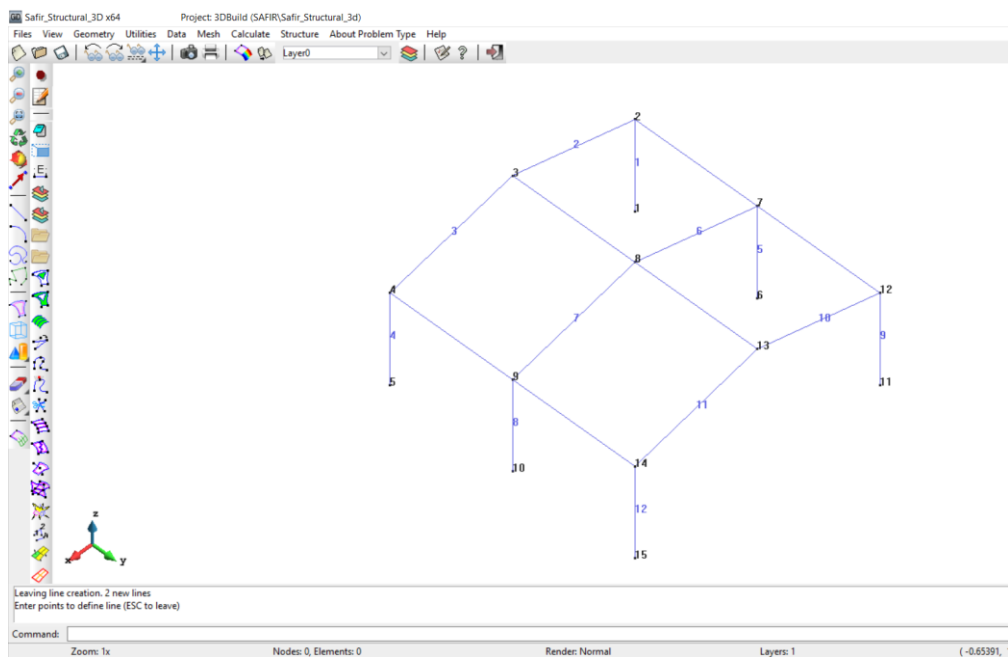 Safir_Structural_3D x64 Project: 3DBuild (SAFIR\Safir_Structural_3d)
Files View Geometry Utilities Data Mesh Calculate Structure About Problem Type Help
Layer0
2
2
3
1
1
7
3
6
5
8
4
6
12
7
10
13
4
9
9
5
11
11
8
14
10
12
z
15
x
y
Leaving line creation. 2 new lines
Enter points to define line (ESC to leave)
Command:
Zoom: 1x Nodes: 0, Elements: 0 Render: Normal Layers: 1 ( -0.65391,